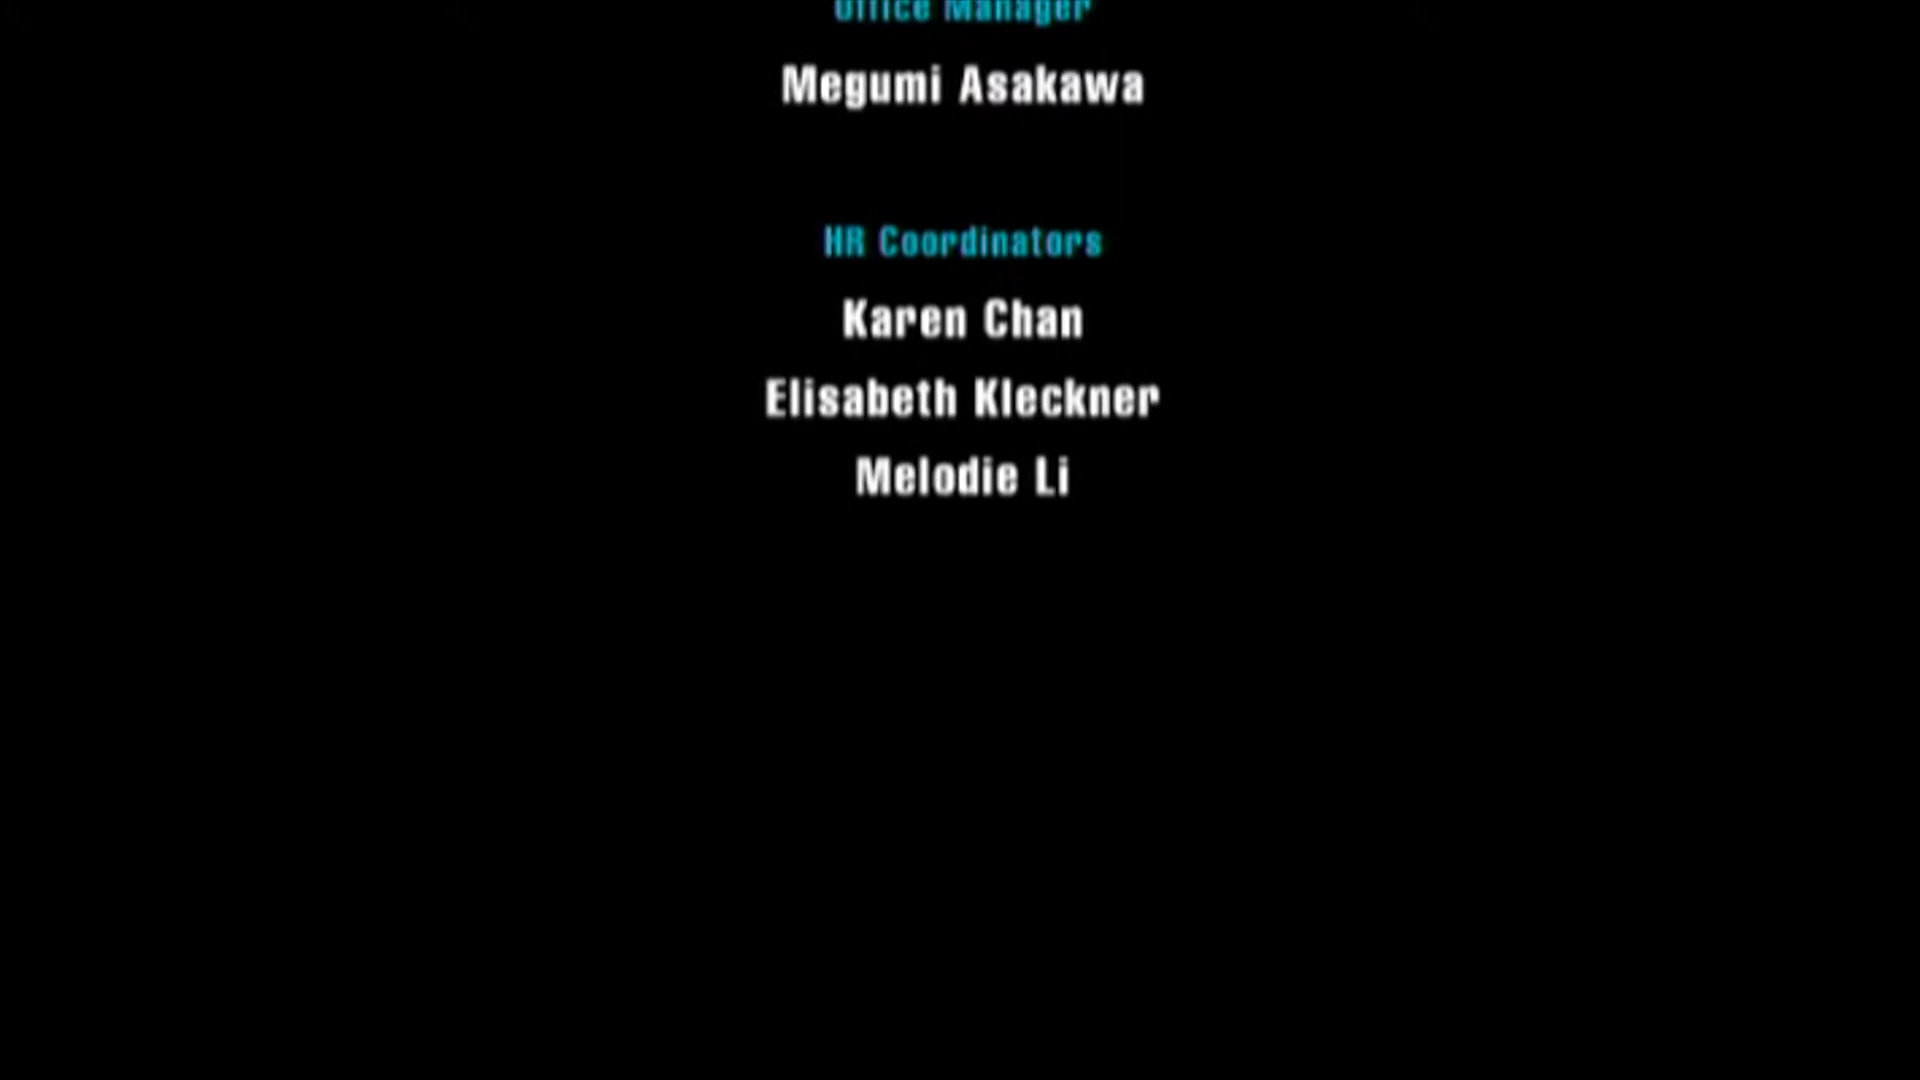 Office Manager
Megumi Asakawa
HR Coordinators
Karen Chan
Elisabeth Kleckner
Melodie Li